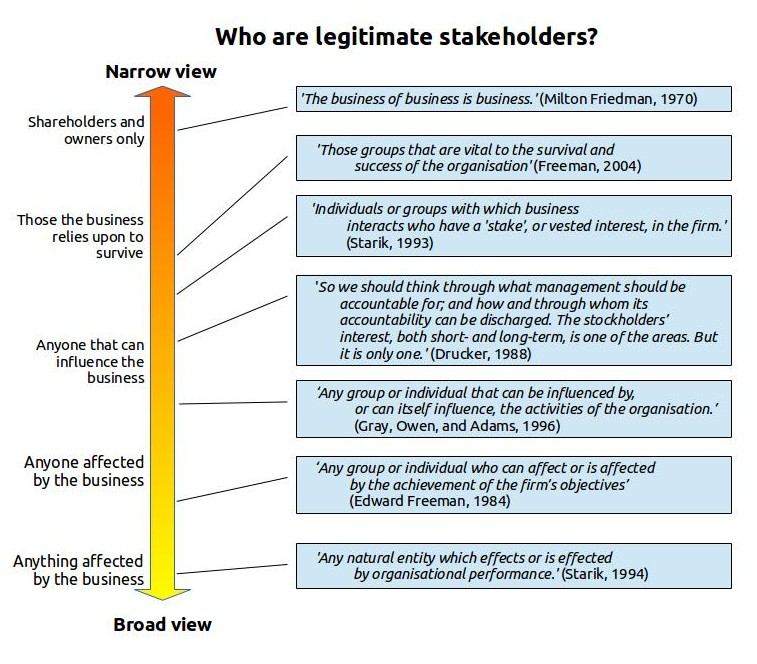 Who are legitimate stakeholders?
Narrow view
Shareholders and
owners only
'The business of business is business.' (Milton Friedman, 1970)
'Those groups that are vital to the survival and
success of the organisation' (Freeman, 2004)
Those the business
relies upon to
survive
'Individuals or groups with which business
interacts who have a 'stake', or vested interest, in the firm.'
(Starik, 1993)
'So we should think through what management should be
accountable for; and how and through whom its
accountability can be discharged. The stockholders'
interest, both short- and long-term, is one of the areas. But
it is only one.' (Drucker, 1988)
Anyone that can
influence the
business
‘Any group or individual that can be influenced by,
or can itself influence, the activities of the organisation.’
(Gray, Owen, and Adams, 1996)
Anyone affected
by the business
‘Any group or individual who can affect or is affected
by the achievement of the firm’s objectives’
(Edward Freeman, 1984)
Anything affected
by the business
'Any natural entity which effects or is effected
by organisational performance.' (Starik, 1994)
Broad view